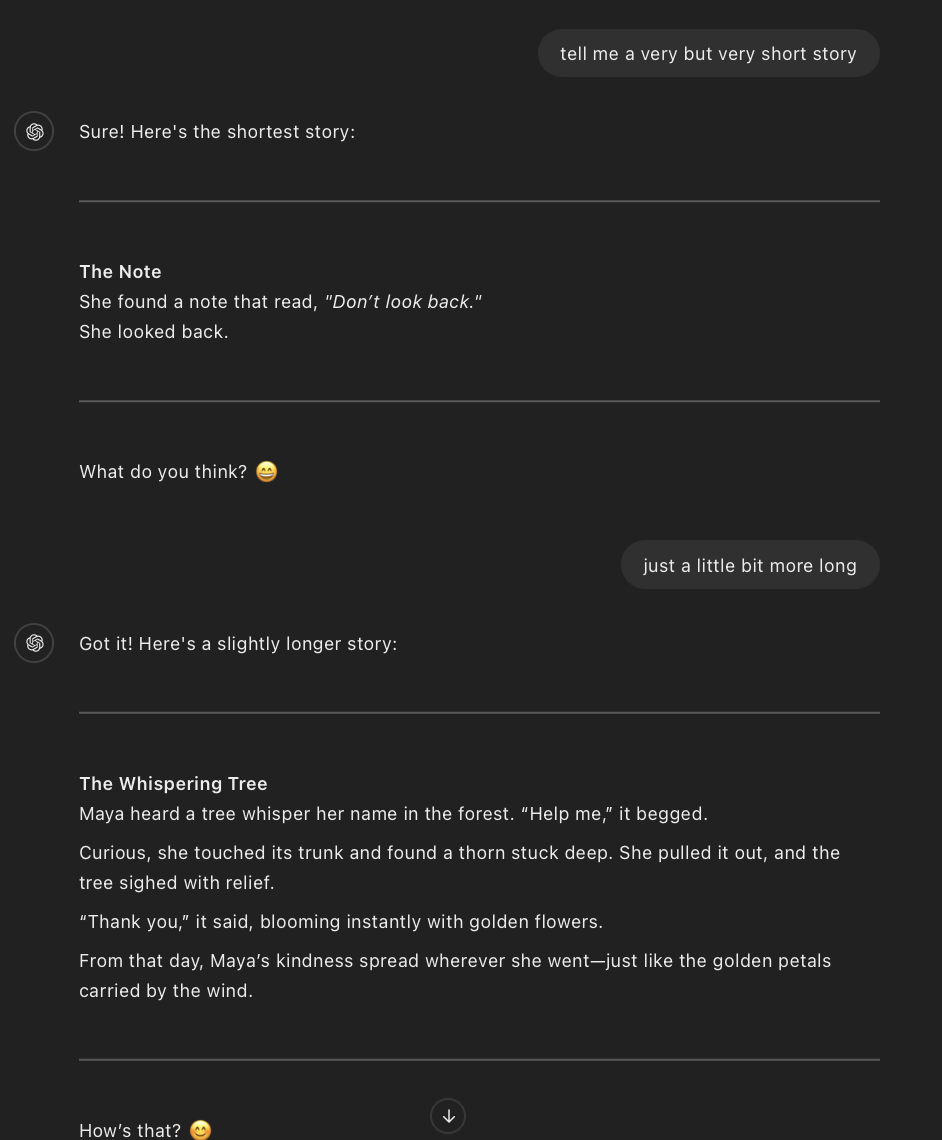 tell me a very but very short story
Sure! Here's the shortest story:
The Note
She found a note that read, "Don’t look back."
She looked back.
What do you think? 😄
just a little bit more long
Got it! Here's a slightly longer story:
The Whispering Tree
Maya heard a tree whisper her name in the forest. “Help me,” it begged.
Curious, she touched its trunk and found a thorn stuck deep. She pulled it out, and the
tree sighed with relief.
“Thank you,” it said, blooming instantly with golden flowers.
From that day, Maya’s kindness spread wherever she went—just like the golden petals
carried by the wind.
How’s that? 😊